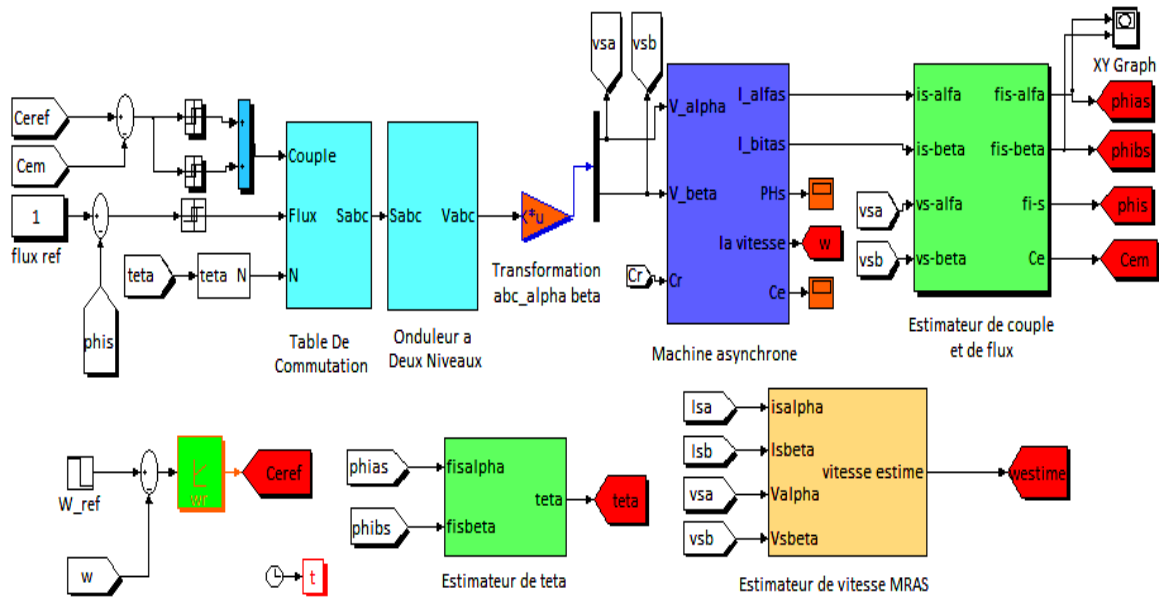 vsa
vsb
XY Graph
Ceref
Cem
1
flux ref
phis
teta
teta N
Couple
Flux
N
Sabc
Table De
Commutation
Sabc
Vabc
Onduleur a
Deux Niveaux
<*u
Transformation
abc_alpha beta
V_alpha
V_beta
Cr
Cr
I_alfas
I_bitas
PHs
la vitesse
Ce
w
Machine asynchrone
vsa
vsb
is-alfa
is-beta
vs-alfa
vs-beta
fis-alfa
fis-beta
fi-s
Ce
Estimateur de couple
et de flux
phias
phibs
phis
Cem
W_ref
w
wr
Ceref
t
phias
phibs
fisalpha
fisbeta
teta
teta
Estimateur de teta
Isa
Isb
vsa
vsb
isalpha
Isbeta
Valpha
Vsbeta
vitesse estime
westime
Estimateur de vitesse MRAS